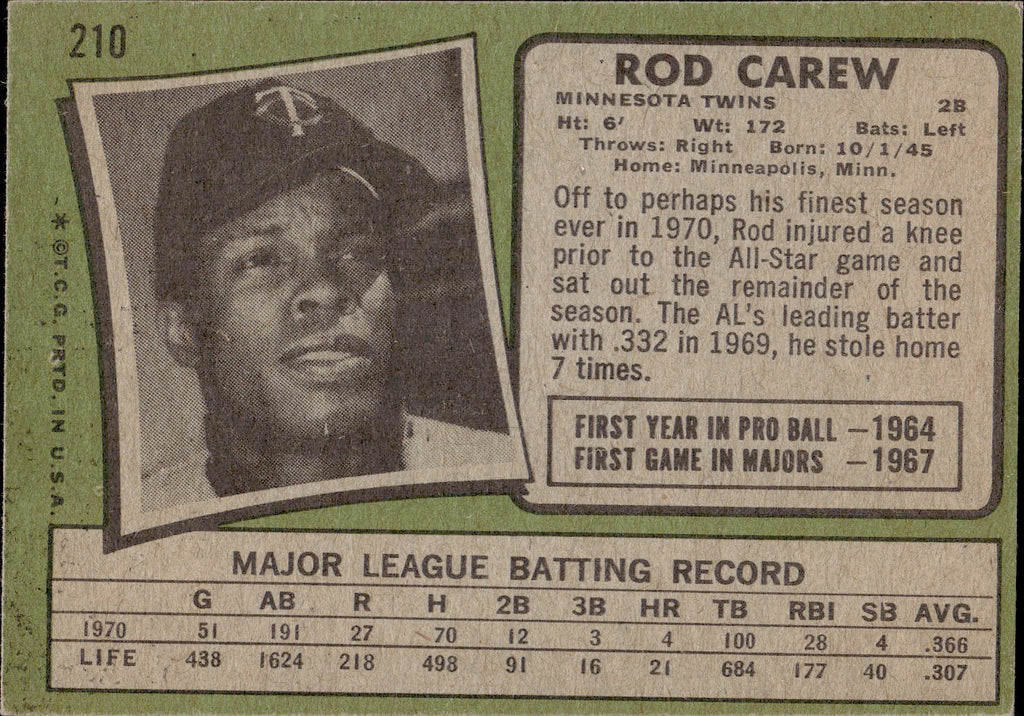 210
TC
* ©T.C.G. PRTD. IN U.S.A.
ROD CAREW
MINNESOTA TWINS 2B
Ht: 6' Wt: 172 Bats: Left
Throws: Right Born: 10/1/45
Home: Minneapolis, Minn.
Off to perhaps his finest season
ever in 1970, Rod injured a knee
prior to the All-Star game and
sat out the remainder of the
season. The AL's leading batter
with .332 in 1969, he stole home
7 times.
FIRST YEAR IN PRO BALL —1964
FIRST GAME IN MAJORS —1967
MAJOR LEAGUE BATTING RECORD
G AB R H 2B 3B HR TB RBI SB AVG.
1970 51 191 27 70 12 3 4 100 28 4 .366
LIFE 438 1624 218 498 91 16 21 684 177 40 .307